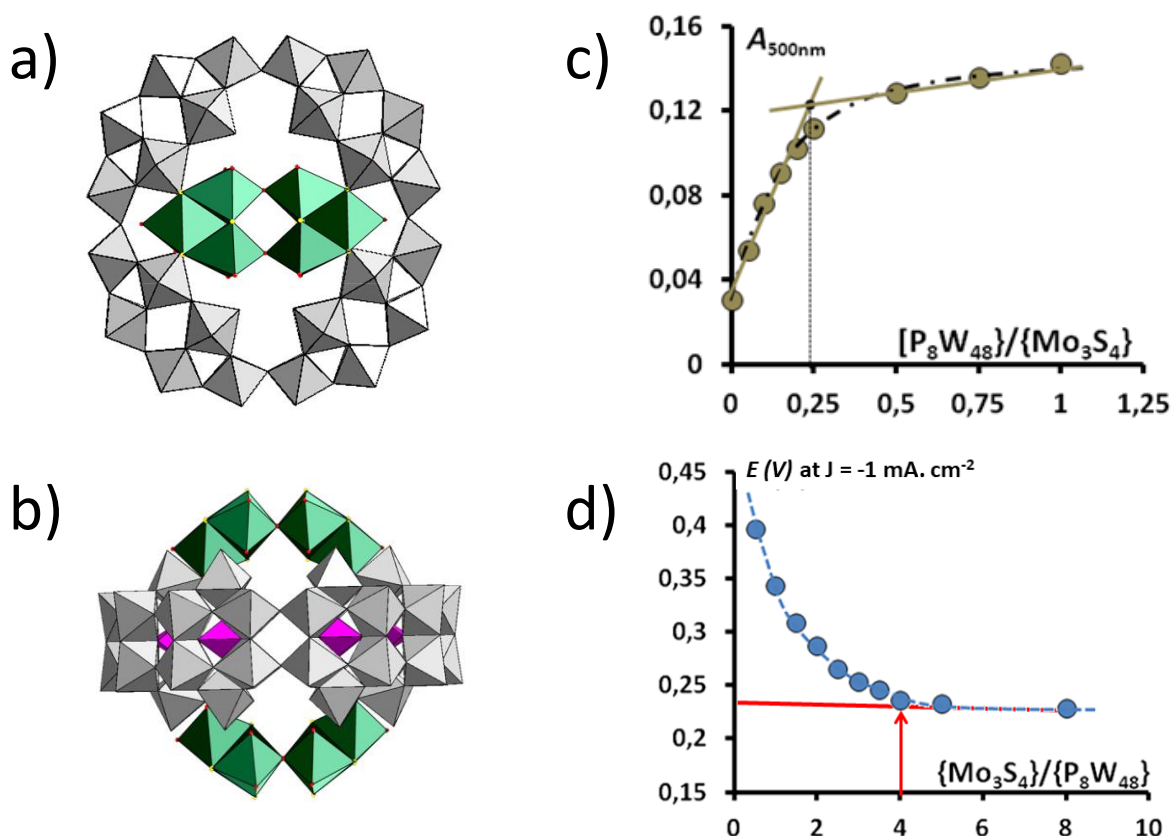 a)
c)
0,16
A500nm
0,12
0,08
0,04
0
[P8W48}/{Mo3S4}
0 0,25 0,5 0,75 1 1,25
b)
d)
0,45
E (V) at J = -1 mA. cm-2
0,4
0,35
0,3
0,25
0,2
{Mo3S4}/{P8W48}
0,15
0 2 4 6 8 10